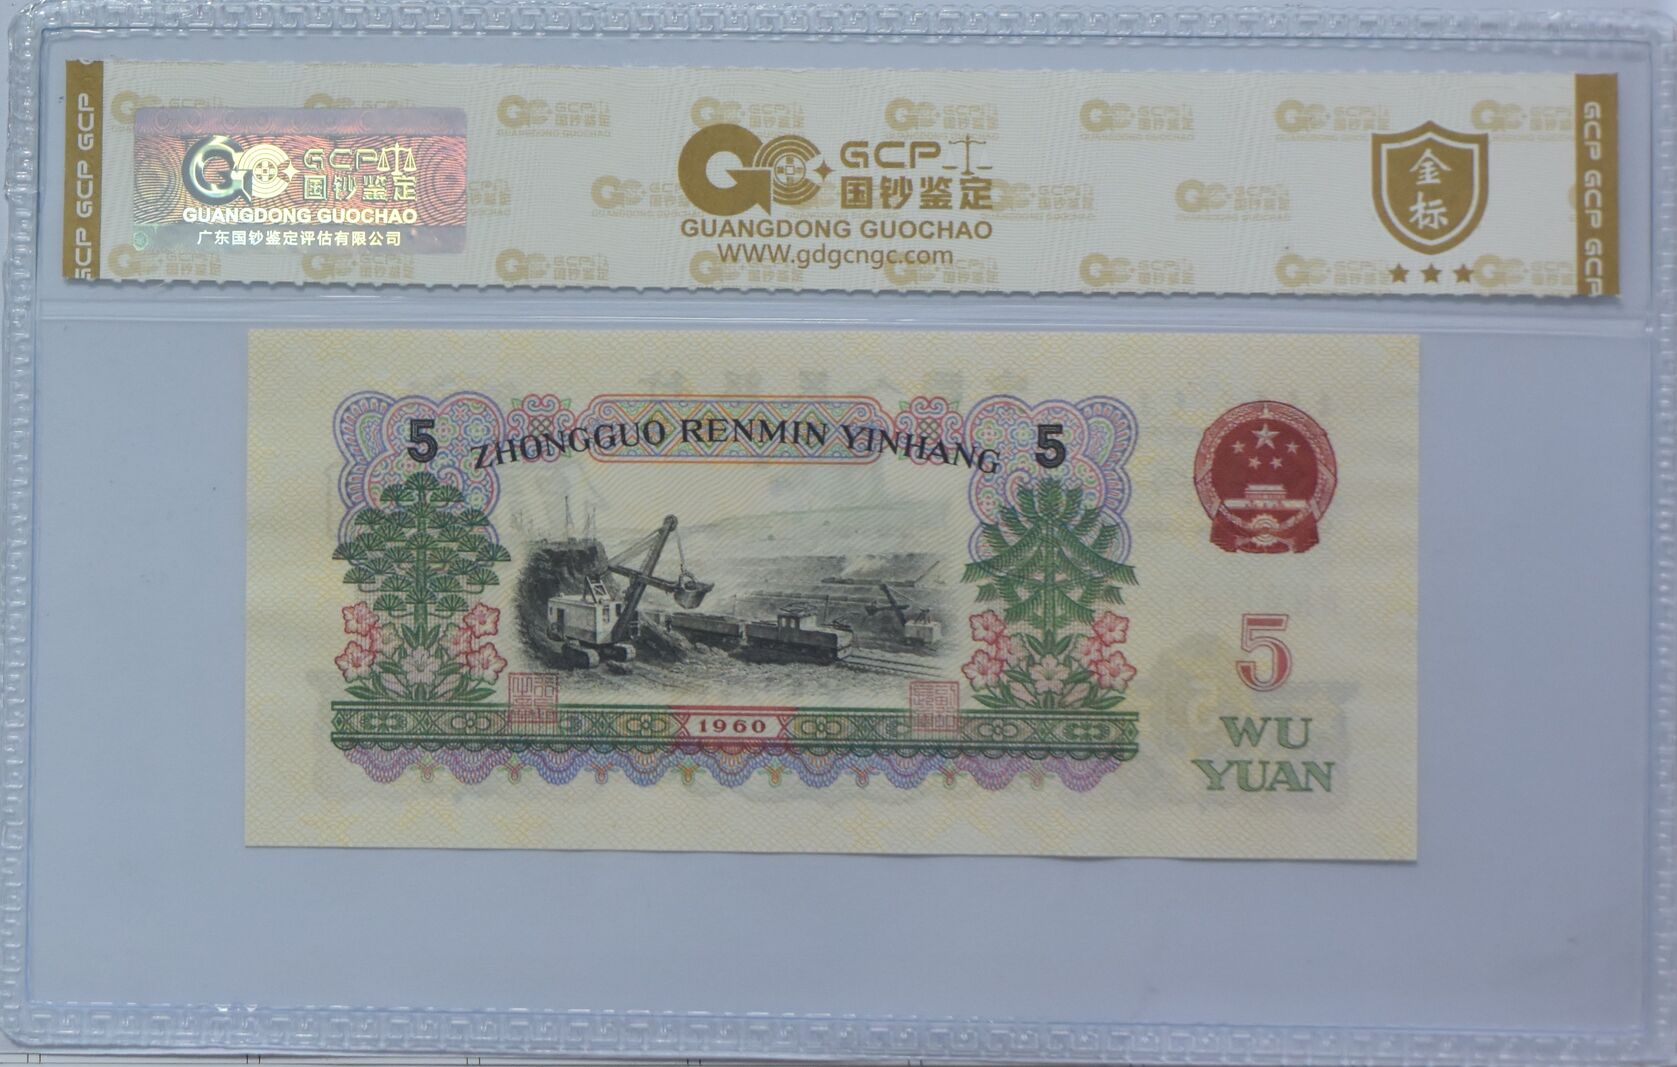 GCP GCP GCP
GCP
国钞鉴定
GUANGDONG GUOCHAO
广东国钞鉴定评估有限公司
GCP
国钞鉴定
GUANGDONG GUOCHAO
WWW.gdgcngc.com
金标
GCP GCP GCP
5 ZHONGGUO RENMIN YINHANG 5
1960
5
WU
YUAN